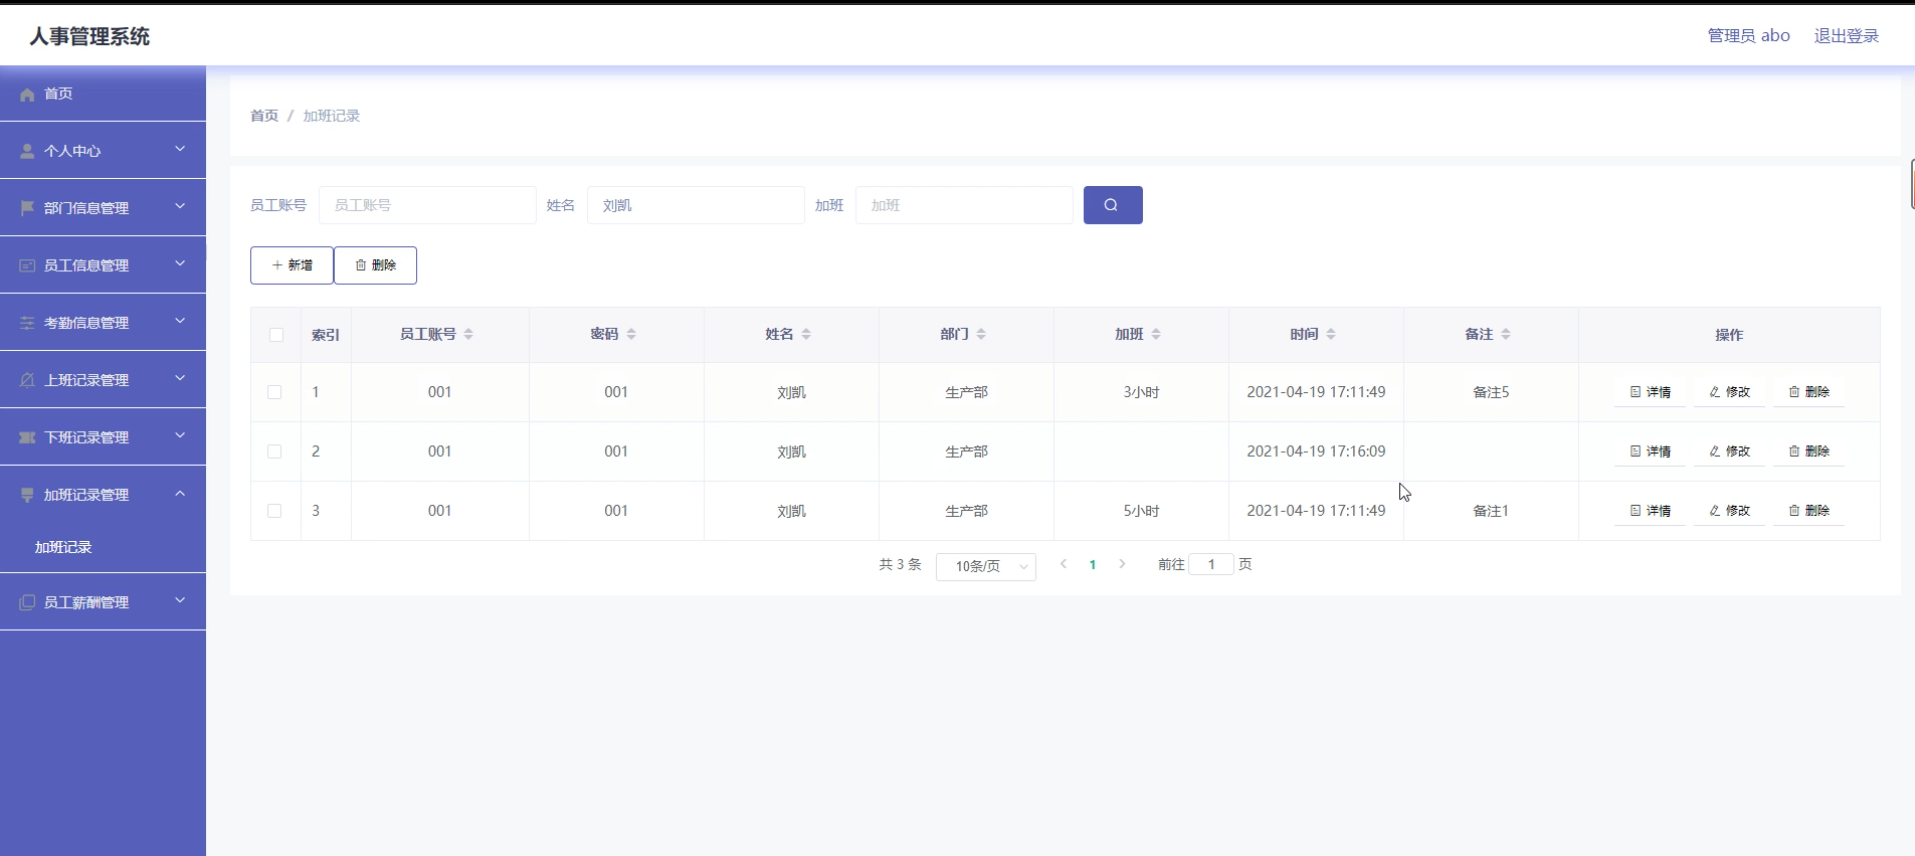 人事管理系统
管理员 abo 退出登录
首页
个人中心
部门信息管理
员工信息管理
考勤信息管理
上班记录管理
下班记录管理
加班记录管理
加班记录
员工薪酬管理
首页 / 加班记录
员工账号 员工账号 姓名 刘凯 加班 加班
新增 删除
索引 员工账号 密码 姓名 部门 加班 时间 备注 操作
1 001 001 刘凯 生产部 3小时 2021-04-19 17:11:49 备注5 详情 修改 删除
2 001 001 刘凯 生产部 2021-04-19 17:16:09 详情 修改 删除
3 001 001 刘凯 生产部 5小时 2021-04-19 17:11:49 备注1 详情 修改 删除
共 3 条 10条/页 1 前往 1 页